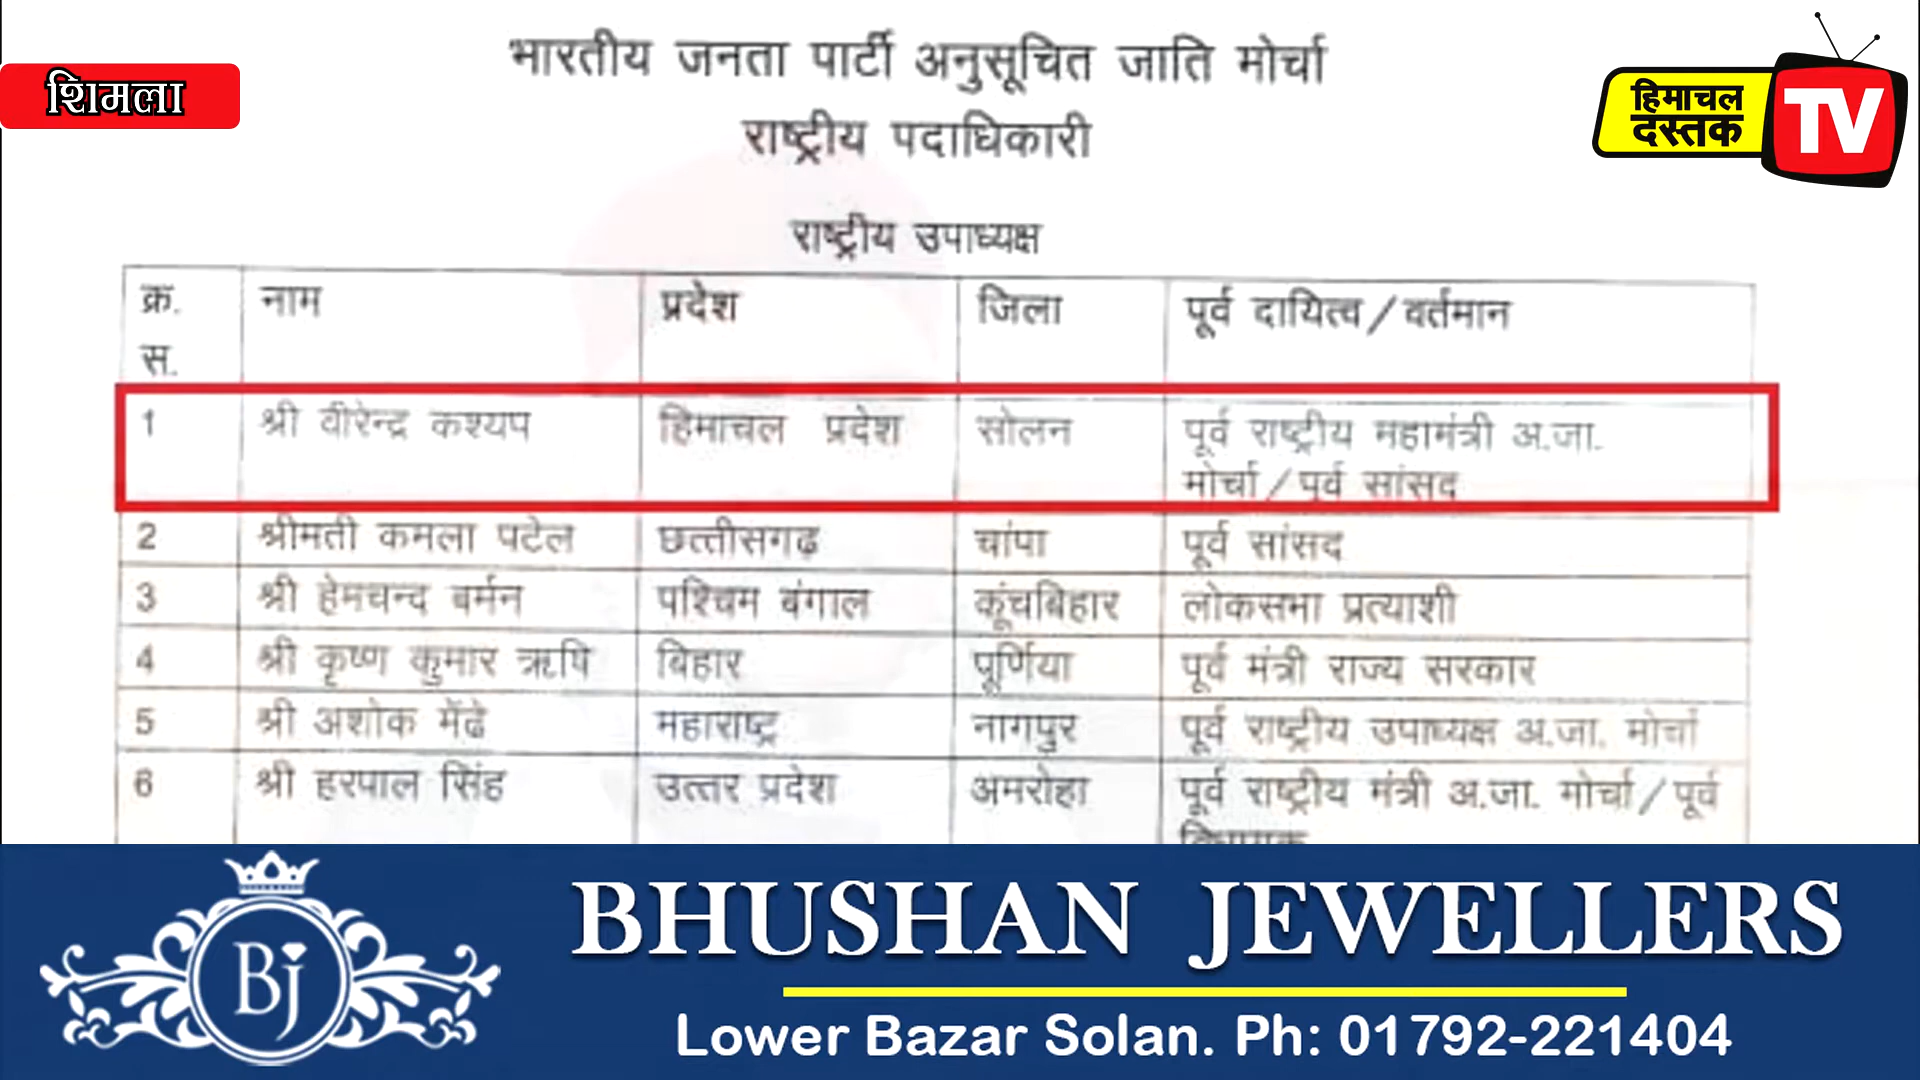 शिमला
हिमाचल
दस्तक
TV
भारतीय जनता पार्टी अनुसूचित जाति मोर्चा
राष्ट्रीय पदाधिकारी
राष्ट्रीय उपाध्यक्ष
क्र. नाम प्रदेश जिला पूर्व दायित्व/वर्तमान
स.
1 श्री वीरेन्द्र कश्यप हिमाचल प्रदेश सोलन पूर्व राष्ट्रीय महामंत्री अ.जा.
मोर्चा/पूर्व सांसद
2 श्रीमती कमला पटेल छत्तीसगढ़ चांपा पूर्व सांसद
3 श्री हेमचन्द बर्मन पश्चिम बंगाल कूंचबिहार लोकसभा प्रत्याशी
4 श्री कृष्ण कुमार ऋषि बिहार पूर्णिया पूर्व मंत्री राज्य सरकार
5 श्री अशोक मेंढे महाराष्ट्र नागपुर पूर्व राष्ट्रीय उपाध्यक्ष अ.जा. मोर्चा
6 श्री हरपाल सिंह उत्तर प्रदेश अमरोहा पूर्व राष्ट्रीय मंत्री अ.जा. मोर्चा/पूर्व
Bj
BHUSHAN JEWELLERS
Lower Bazar Solan. Ph: 01792-221404